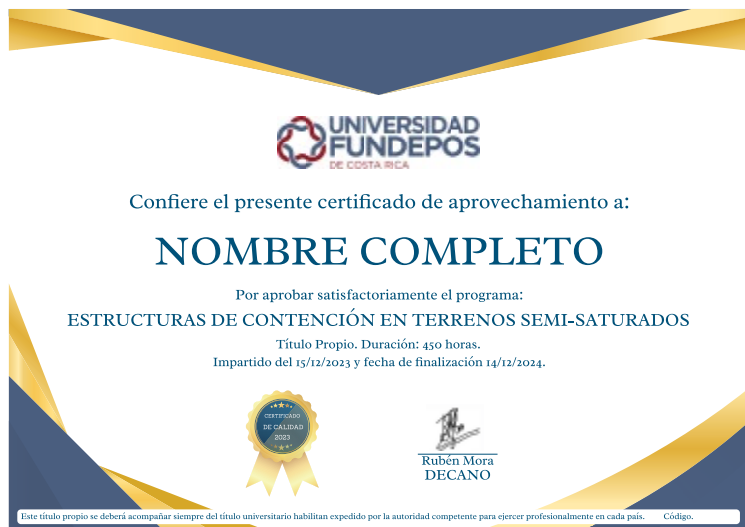 UNIVERSIDAD
FUNDEPOS
DE COSTA RICA
Confiere el presente certificado de aprovechamiento a:
NOMBRE COMPLETO
Por aprobar satisfactoriamente el programa:
ESTRUCTURAS DE CONTENCIÓN EN TERRENOS SEMI-SATURADOS
Título Propio. Duración: 450 horas.
Impartido del 15/12/2023 y fecha de finalización 14/12/2024.
CERTIFICADO
DE CALIDAD
2023
Rubén Mora
DECANO
Este título propio se deberá acompañar siempre del título universitario habilitan expedido por la autoridad competente para ejercer profesionalmente en cada país. Código.